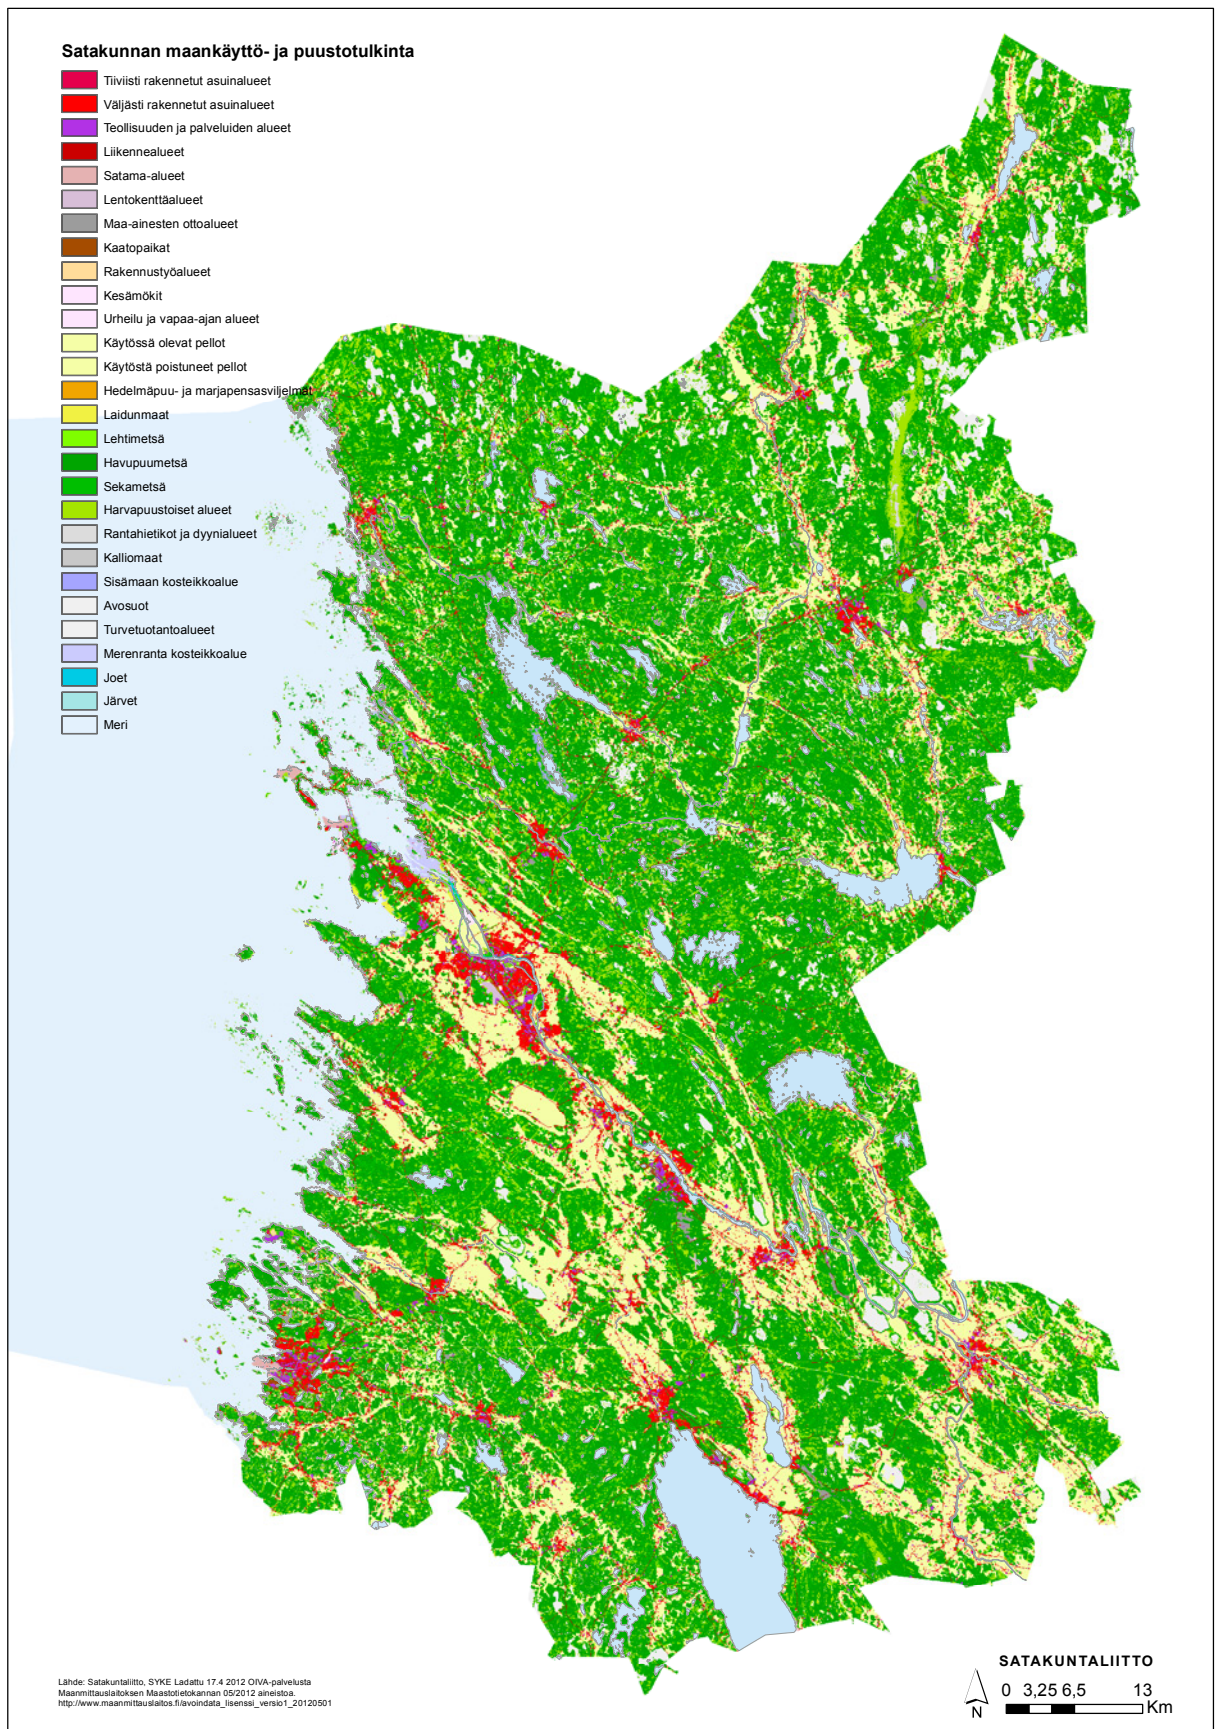 Satakunnan maankäyttö- ja puustotulkinta
Tiiviisti rakennetut asuinalueet
Väljästi rakennetut asuinalueet
Teollisuuden ja palveluiden alueet
Liikennealueet
Satama-alueet
Lentokenttäalueet
Maa-ainesten ottoalueet
Kaatopaikat
Rakennustyöalueet
Kesämökit
Urheilu ja vapaa-ajan alueet
Käytössä olevat pellot
Käytöstä poistuneet pellot
Hedelmäpuu- ja marjapensasviljelmät
Laidunmaat
Lehtimetsä
Havupuumetsä
Sekametsä
Harvapuustoiset alueet
Rantahietikot ja dyynialueet
Kalliomaat
Sisämaan kosteikkoalue
Avosuot
Turvetuotantoalueet
Merenranta kosteikkoalue
Joet
Järvet
Meri
Lähde: Satakuntaliitto, SYKE Ladattu 17.4 2012 OIVA-palvelusta
Maanmittauslaitoksen Maastotietokannan 05/2012 aineistoa.
http://www.maanmittauslaitos.fi/avoindata_lisenssi_versio1_20120501
SATAKUNTALIITTO
0 3,25 6,5 13
Km
N